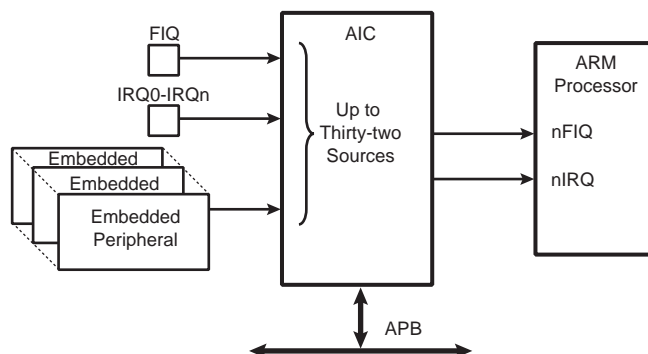 FIQ
IRQ0-IRQn
Embedded
Embedded
Embedded
Peripheral
AIC
Up to
Thirty-two
Sources
ARM
Processor
nFIQ
nIRQ
APB